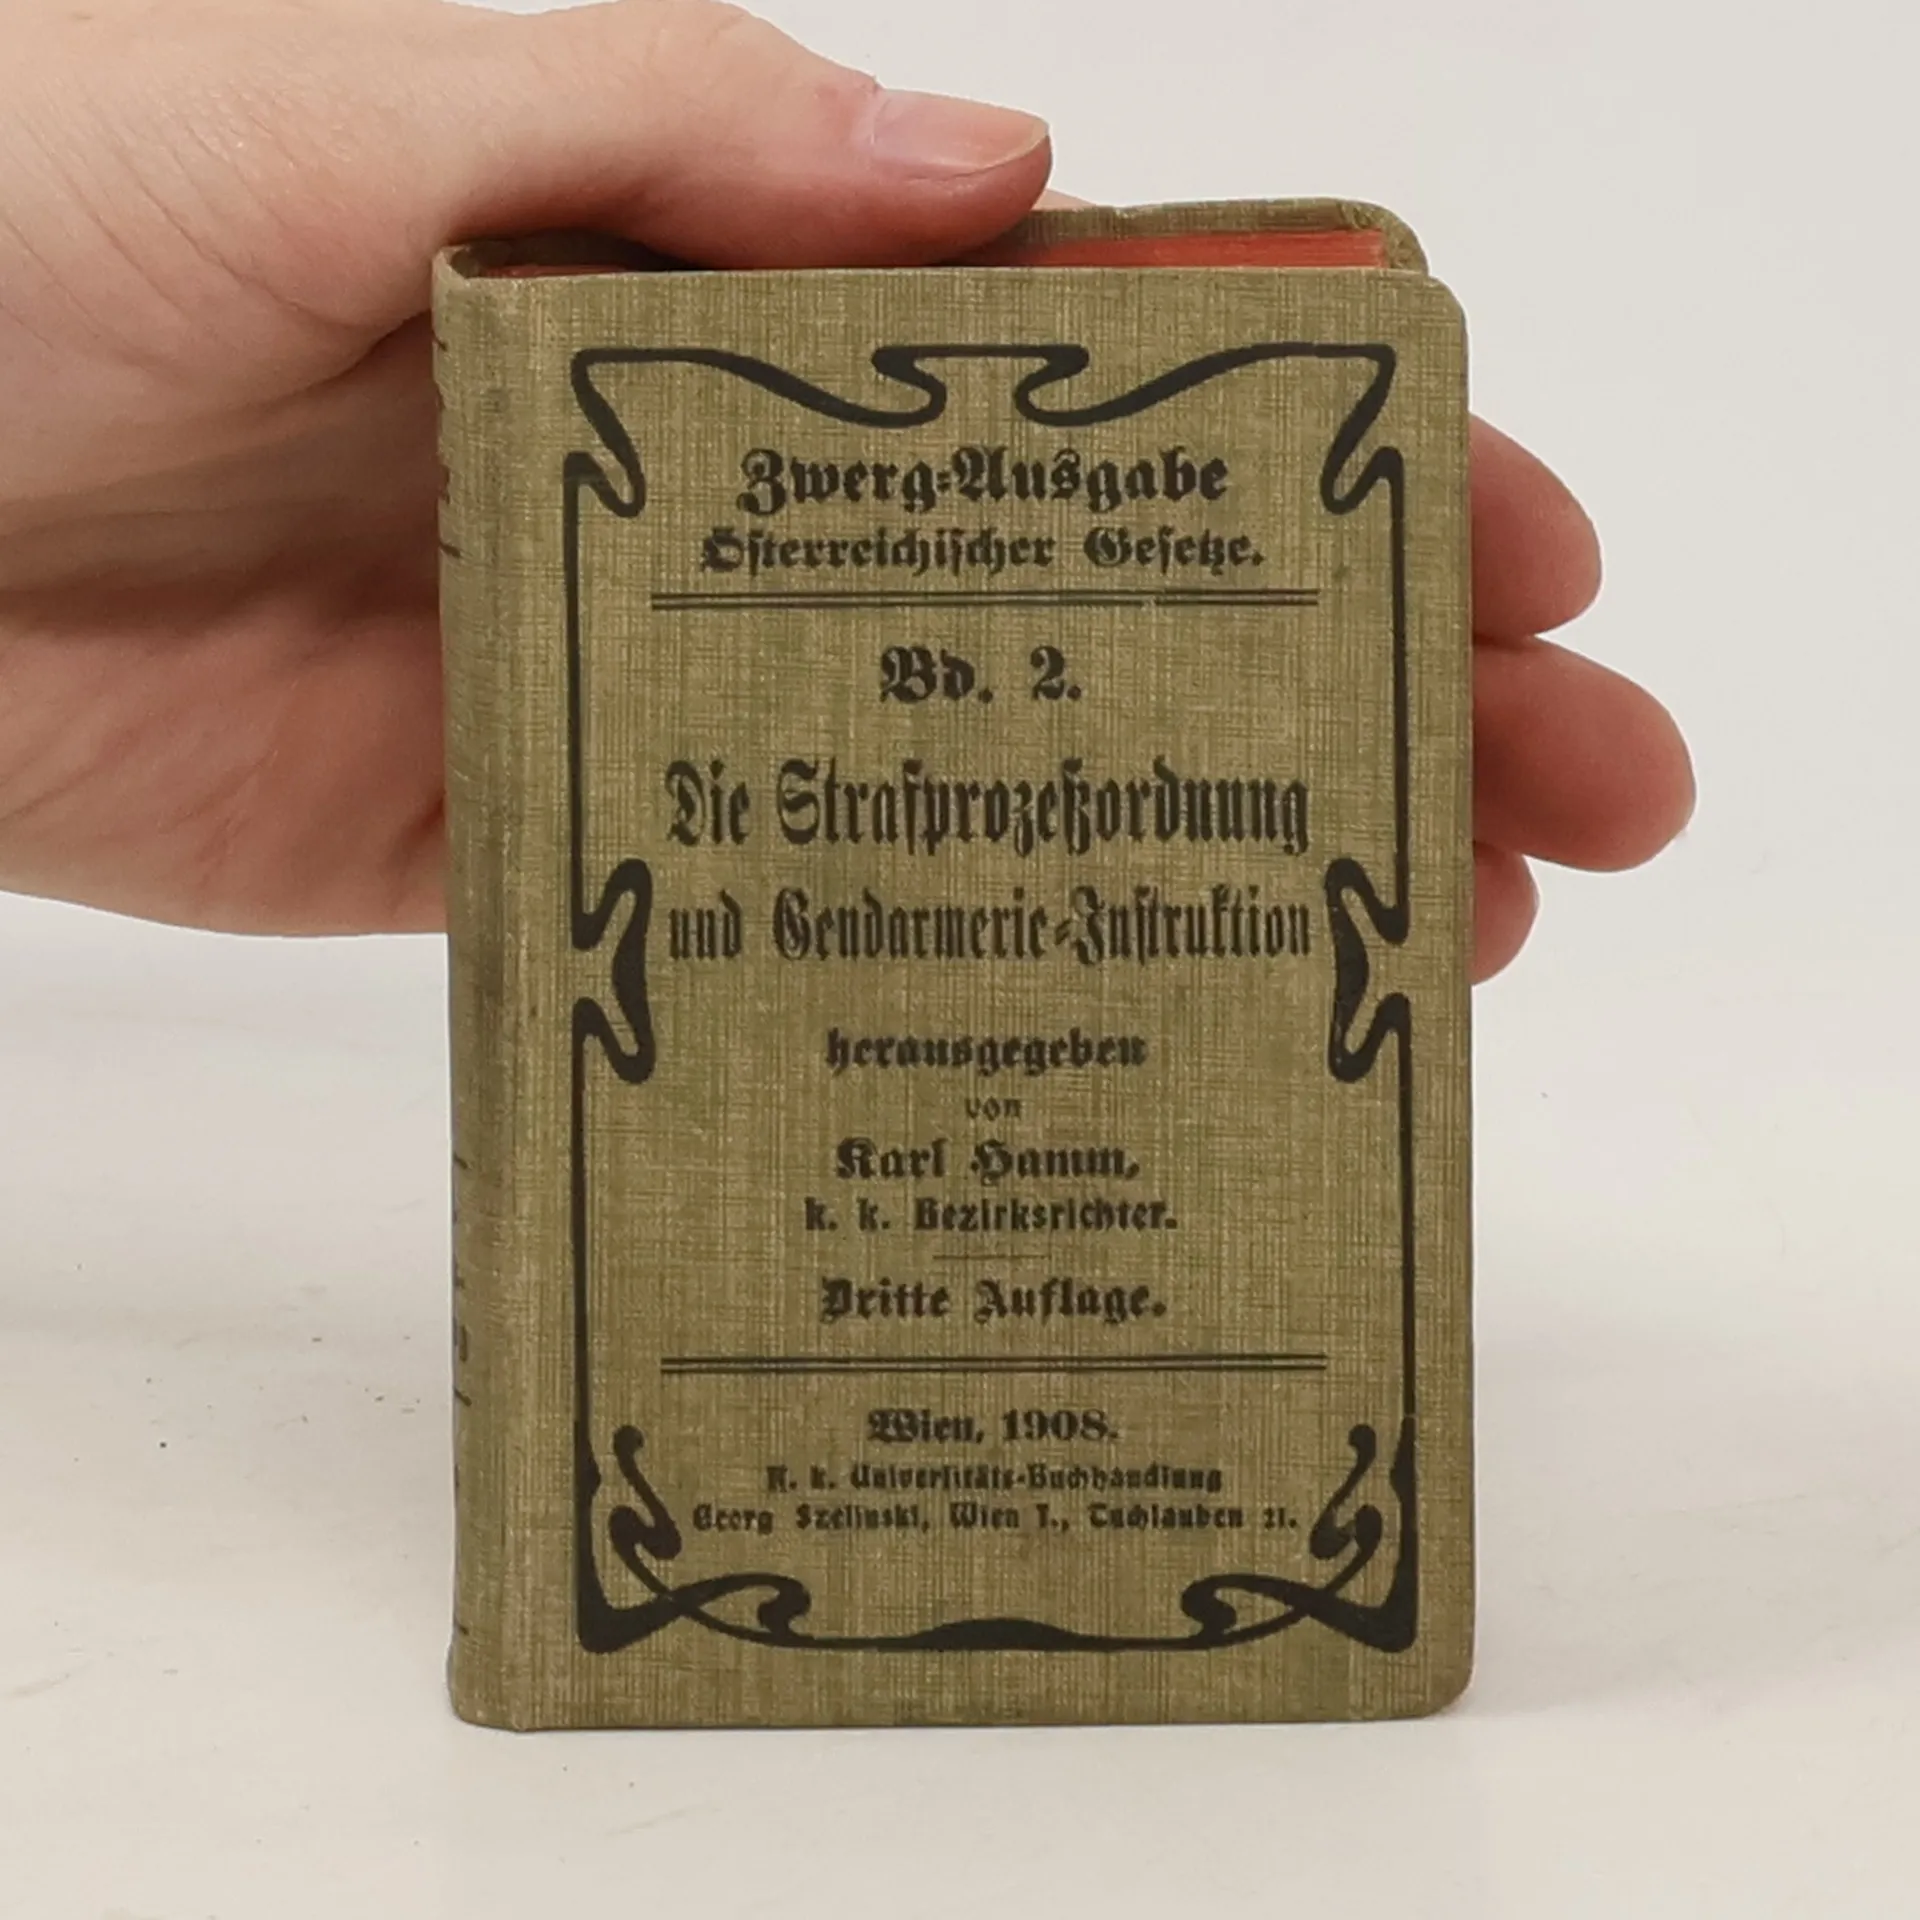 Zwerg-Ausgabe
Österreichischer Gesetze.
Bd. 2.
Die Strafprozeßordnung
und Gendarmerie-Instruktion
herausgegeben
von
Karl Hamm,
k. k. Bezirksrichter.
Dritte Auflage.
Wien, 1908.
K. k. Universitäts-Buchhandlung
Georg Szelinski, Wien I., Tuchlauben 21.